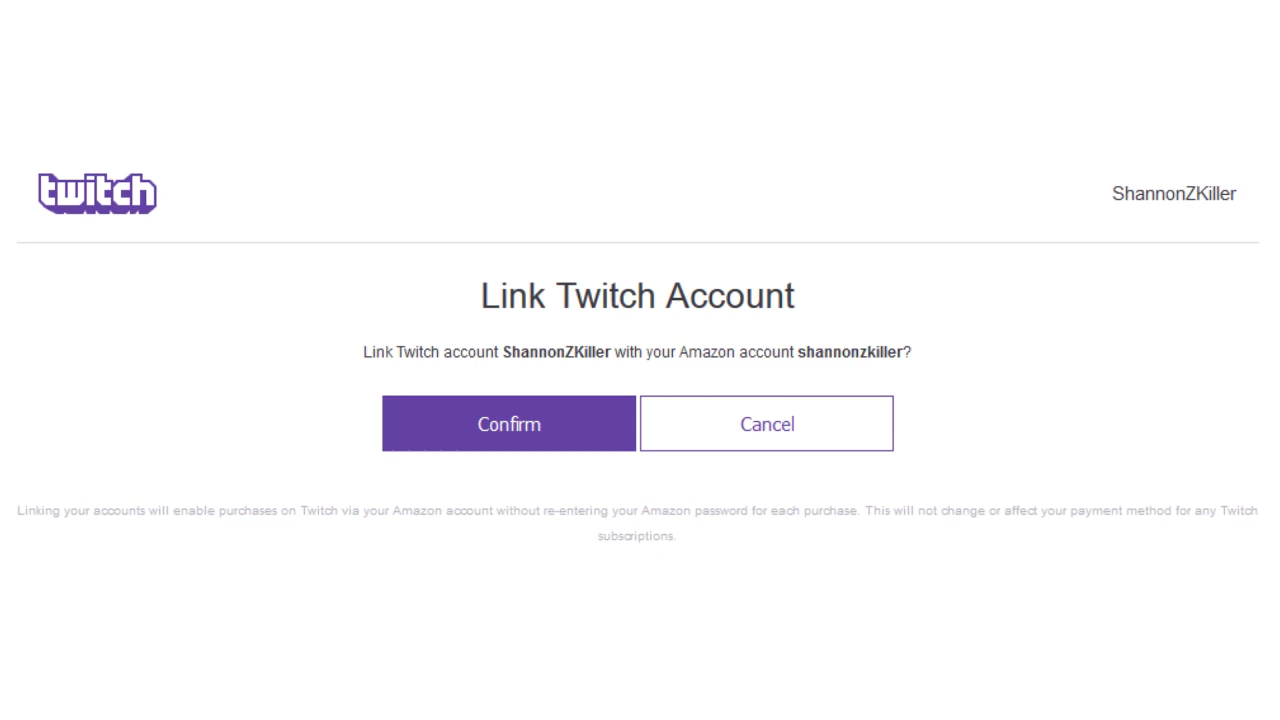 twitch
ShannonZKiller
Link Twitch Account
Link Twitch account ShannonZKiller with your Amazon account shannonzkiller?
Confirm
Cancel
Linking your accounts will enable purchases on Twitch via your Amazon account without re-entering your Amazon password for each purchase. This will not change or affect your payment method for any Twitch
subscriptions.